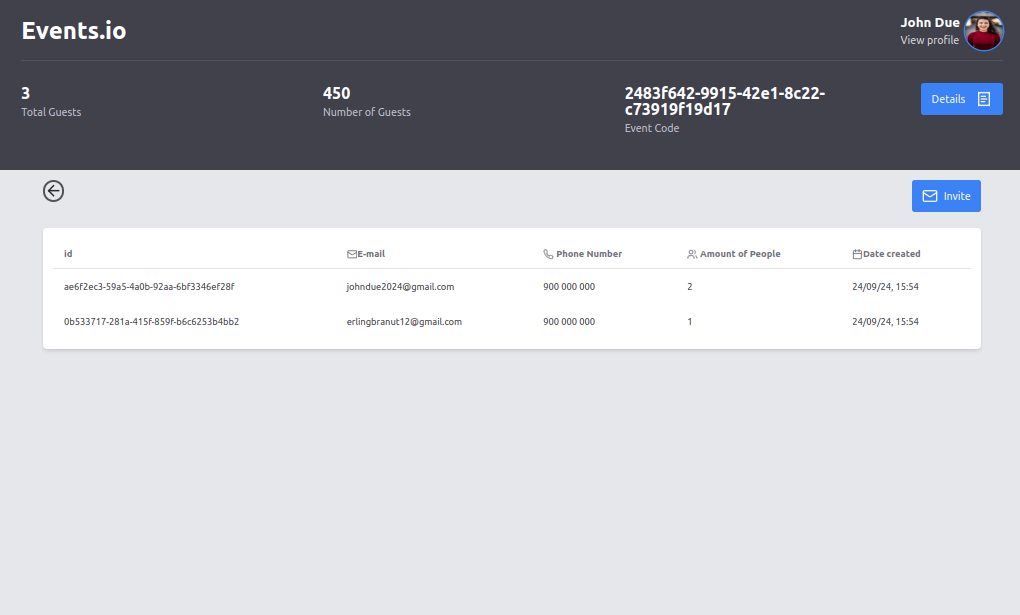 Events.io
John Due
View profile
3
Total Guests
450
Number of Guests
2483f642-9915-42e1-8c22-
c73919f19d17
Event Code
Details
Invite
id E-mail Phone Number Amount of People Date created
ae6f2ec3-59a5-4a0b-92aa-6bf3346ef28f johndue2024@gmail.com 900 000 000 2 24/09/24, 15:54
0b533717-281a-415f-859f-b6c6253b4bb2 erlingbranut12@gmail.com 900 000 000 1 24/09/24, 15:54